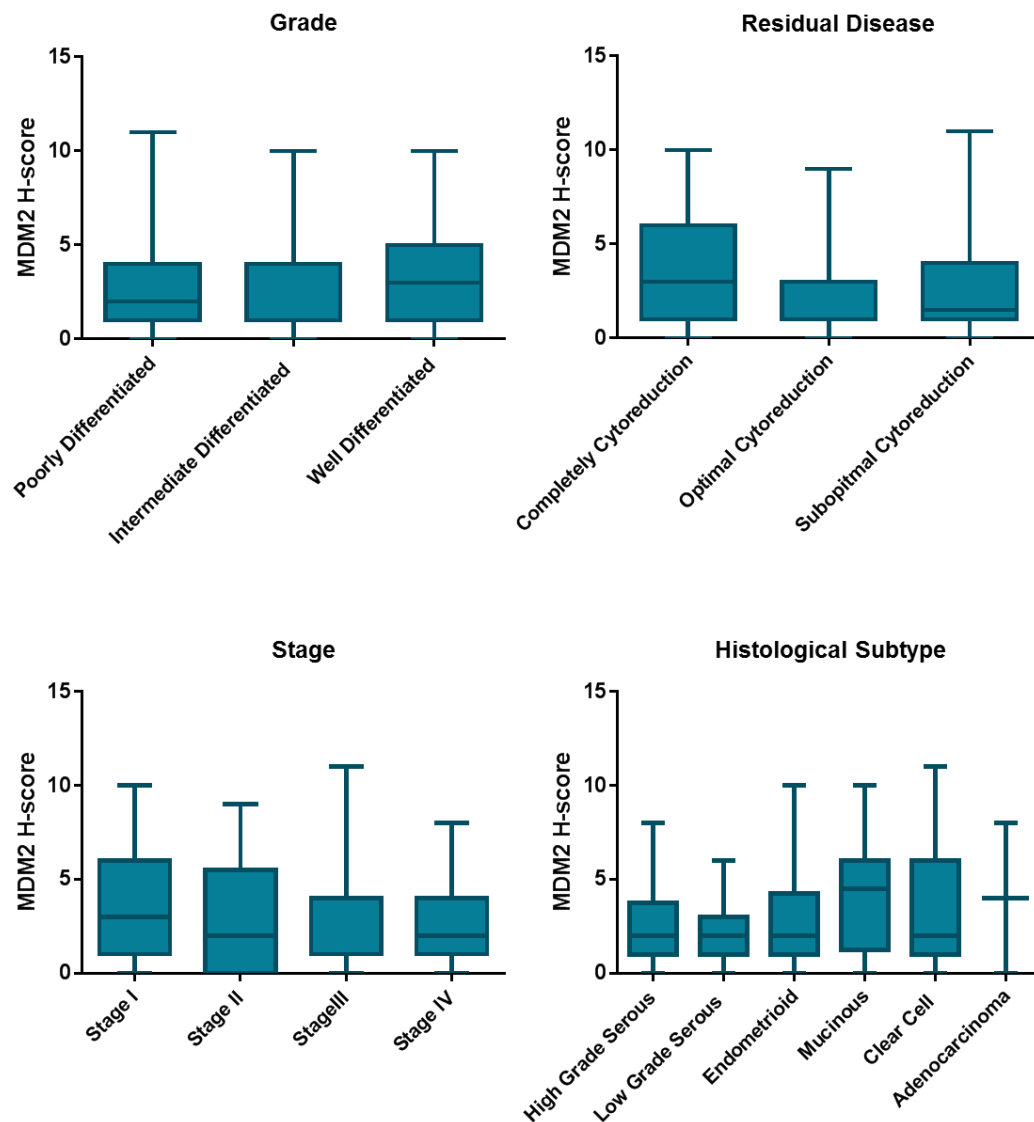 Grade
MDM2 H-score
15
10
5
0
Poorly Differentiated
Intermediate Differentiated
Well Differentiated
Residual Disease
MDM2 H-score
15
10
5
0
Completely Cytoreduction
Optimal Cytoreduction
Subopitmal Cytoreduction
Stage
MDM2 H-score
15
10
5
0
Stage I
Stage II
StageIII
Stage IV
Histological Subtype
MDM2 H-score
15
10
5
0
High Grade Serous
Low Grade Serous
Endometrioid
Mucinous
Clear Cell
Adenocarcinoma